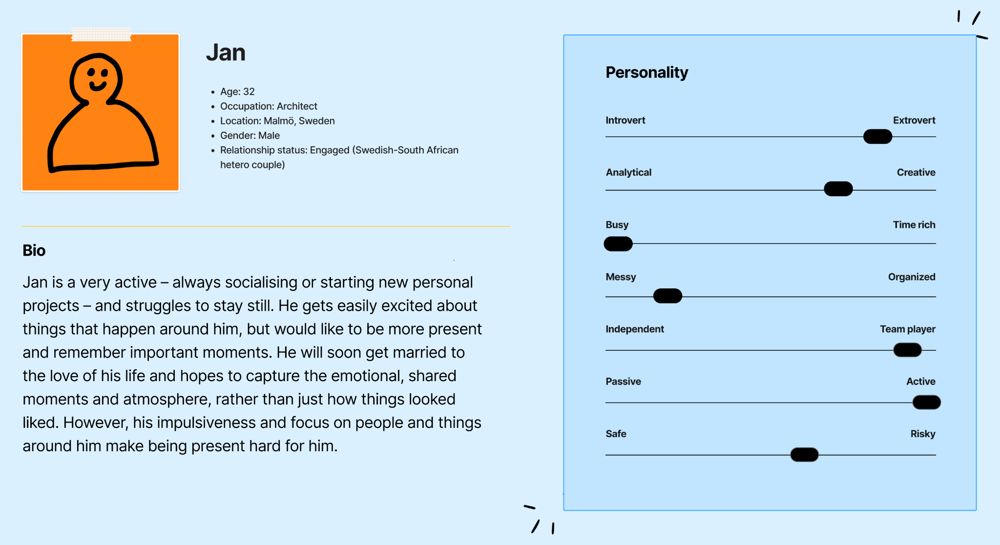 Jan
• Age: 32
• Occupation: Architect
• Location: Malmö, Sweden
• Gender: Male
• Relationship status: Engaged (Swedish-South African
hetero couple)
Bio
Jan is a very active – always socialising or starting new personal
projects – and struggles to stay still. He gets easily excited about
things that happen around him, but would like to be more present
and remember important moments. He will soon get married to
the love of his life and hopes to capture the emotional, shared
moments and atmosphere, rather than just how things looked
liked. However, his impulsiveness and focus on people and things
around him make being present hard for him.
Personality
Introvert Extrovert
Analytical Creative
Busy Time rich
Messy Organized
Independent Team player
Passive Active
Safe Risky